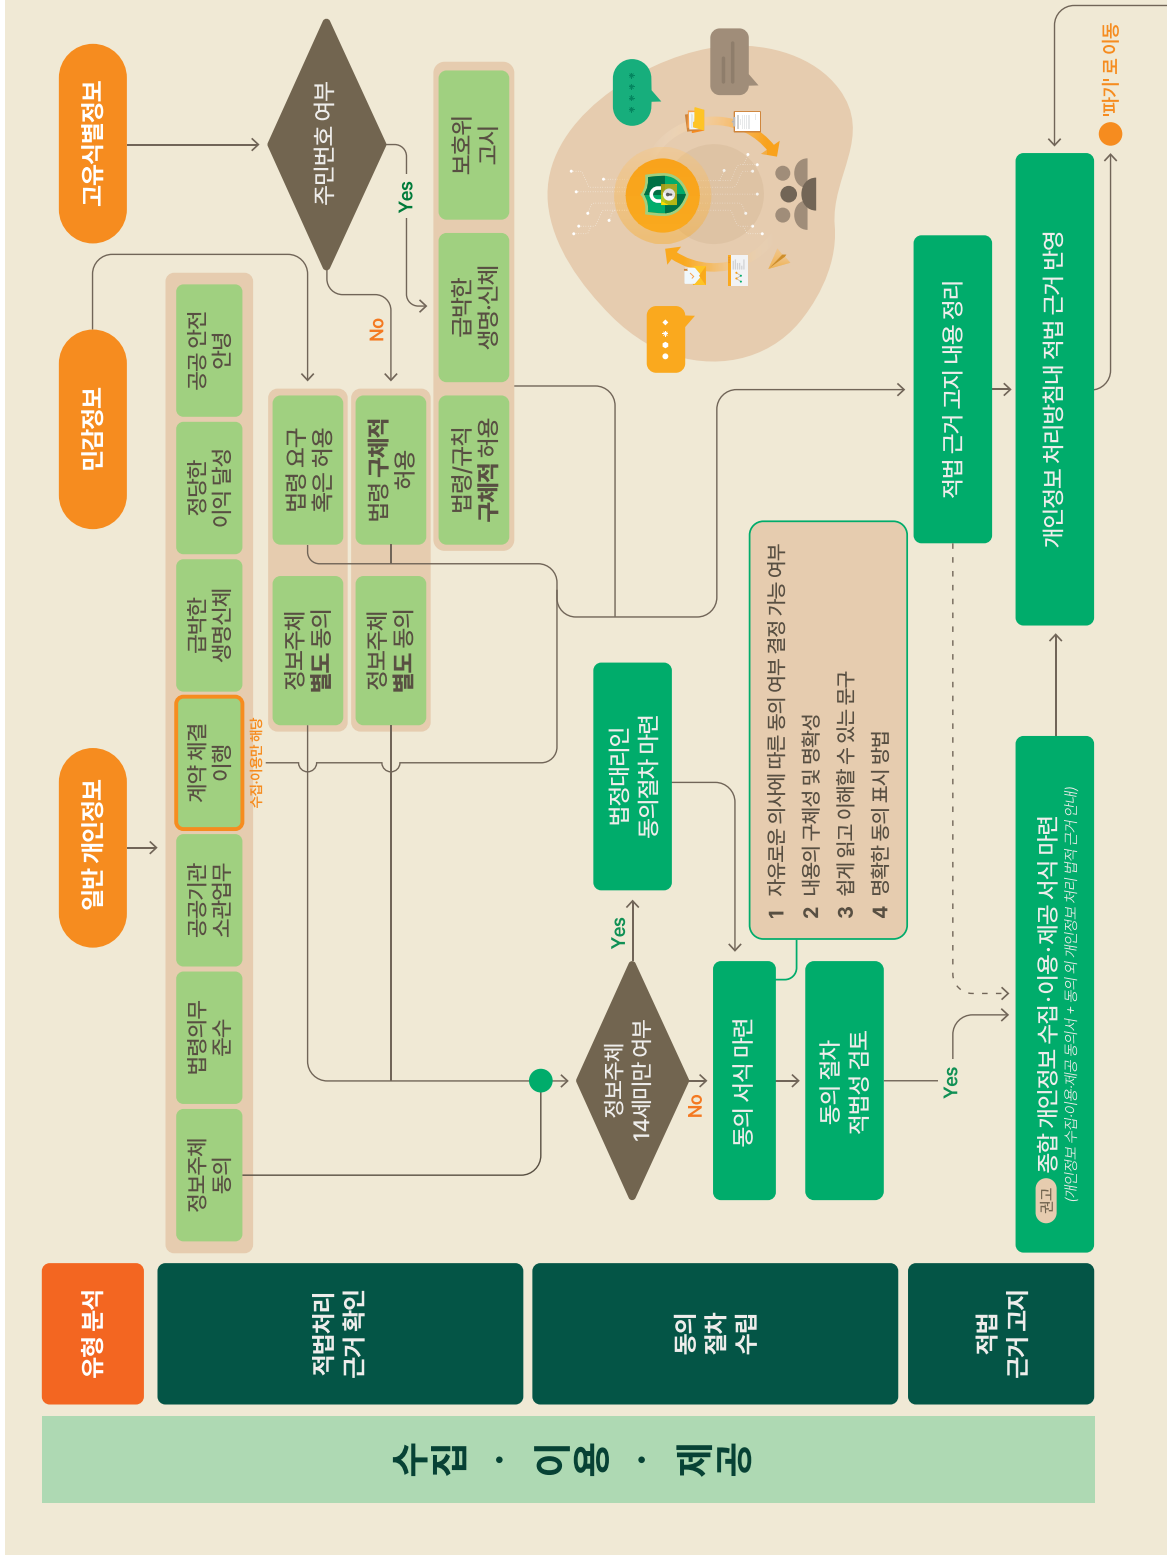 수집 · 이용 · 제공
유형 분석
일반 개인정보
민감정보
고유식별정보
적법처리
근거 확인
정보주체
동의
법령의무
준수
공공기관
소관업무
계약 체결
이행
수집·이용만 해당
급박한
생명신체
정당한
이익 달성
공공 안전
안녕
정보주체
별도 동의
법령 요구
혹은 허용
정보주체
별도 동의
법령 구체적
허용
주민번호 여부
No
Yes
법령/규칙
구체적 허용
급박한
생명·신체
보호위
고시
동의
절차
수립
정보주체
14세미만 여부
Yes
No
법정대리인
동의절차 마련
동의 서식 마련
동의 절차
적법성 검토
1 자유로운 의사에 따른 동의 여부 결정 가능 여부
2 내용의 구체성 및 명확성
3 쉽게 읽고 이해할 수 있는 문구
4 명확한 동의 표시 방법
Yes
적법
근거 고지
적법 근거 고지 내용 정리
권고 종합 개인정보 수집·이용·제공 서식 마련
(개인정보 수집·이용·제공 동의서 + 동의 외 개인정보 처리 법적 근거 안내)
개인정보 처리방침내 적법 근거 반영
'파기' 로 이동